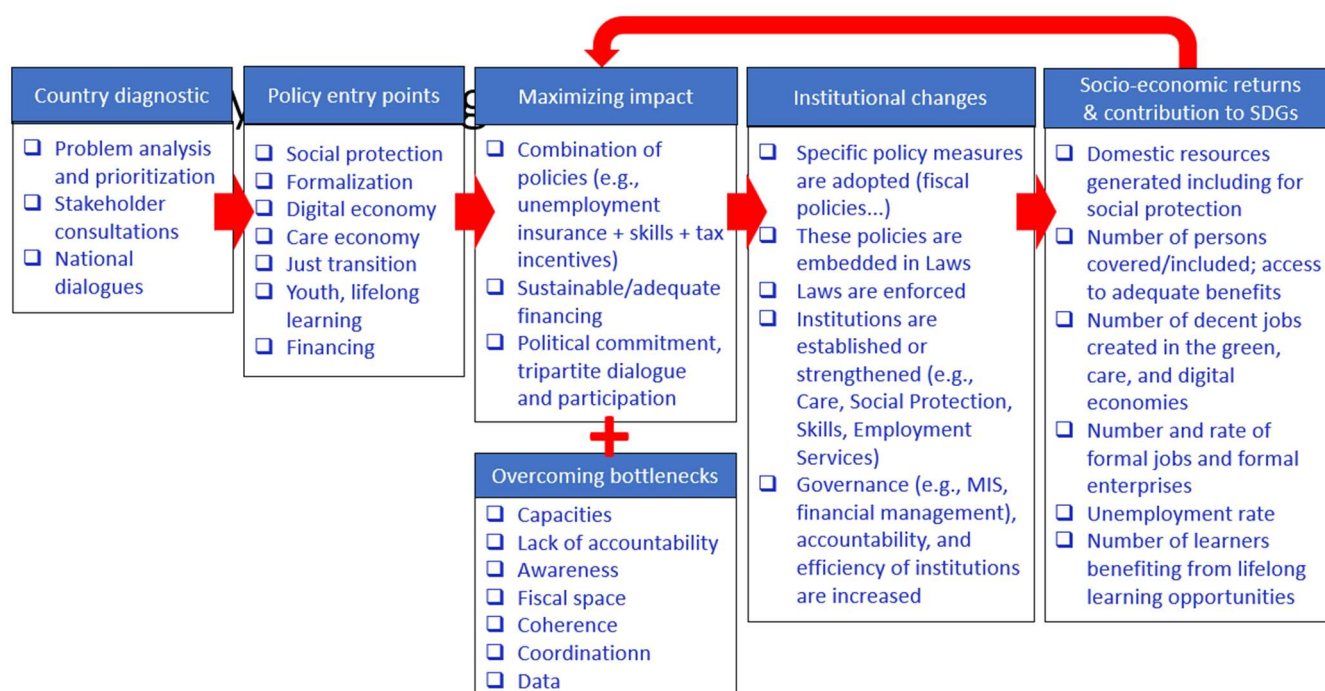 Country diagnostic
Problem analysis
and prioritization
Stakeholder
consultations
National
dialogues
Policy entry points
Social protection
Formalization
Digital economy
Care economy
Just transition
Youth, lifelong
learning
Financing
Maximizing impact
Combination of
policies (e.g.,
unemployment
insurance + skills + tax
incentives)
Sustainable/adequate
financing
Political commitment,
tripartite dialogue
and participation
+
Overcoming bottlenecks
Capacities
Lack of accountability
Awareness
Fiscal space
Coherence
Coordinationn
Data
Institutional changes
Specific policy measures
are adopted (fiscal
policies...)
These policies are
embedded in Laws
Laws are enforced
Institutions are
established or
strengthened (e.g.,
Care, Social Protection,
Skills, Employment
Services)
Governance (e.g., MIS,
financial management),
accountability, and
efficiency of institutions
are increased
Socio-economic returns
& contribution to SDGs
Domestic resources
generated including for
social protection
Number of persons
covered/included; access
to adequate benefits
Number of decent jobs
created in the green,
care, and digital
economies
Number and rate of
formal jobs and formal
enterprises
Unemployment rate
Number of learners
benefiting from lifelong
learning opportunities